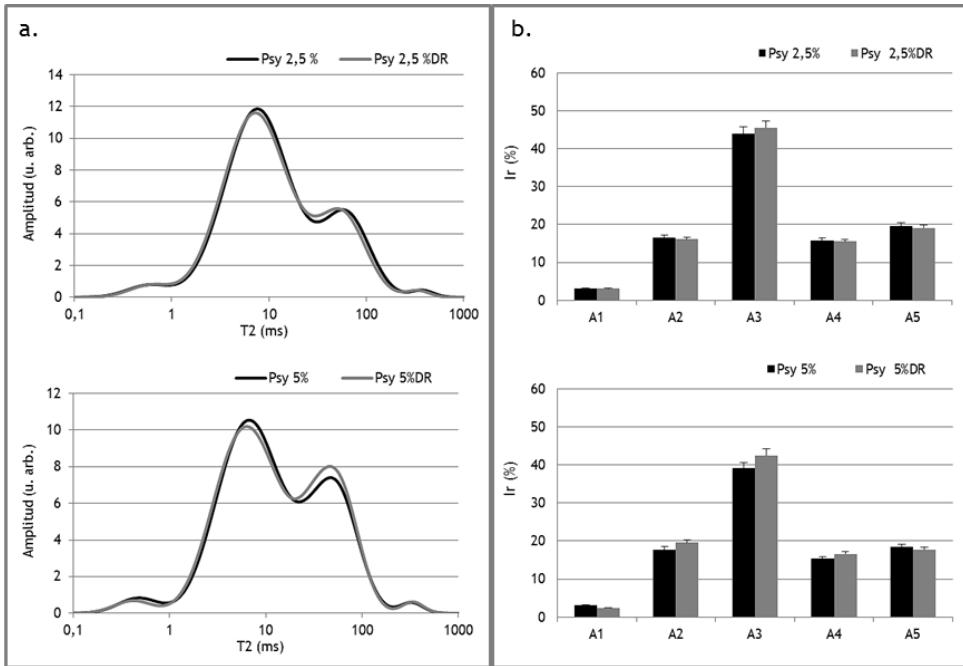 a.
Psy 2,5 % Psy 2,5 %DR
14
12
10
8
6
4
2
0
Amplitud (u. arb.)
0,1 1 10 100 1000
T2 (ms)
Psy 5% Psy 5%DR
12
10
8
6
4
2
0
Amplitud (u. arb.)
0,1 1 10 100 1000
T2 (ms)
b.
Psy 2,5% Psy 2,5%DR
60
50
40
30
20
10
0
Ir (%)
A1 A2 A3 A4 A5
Psy 5% Psy 5%DR
60
50
40
30
20
10
0
Ir (%)
A1 A2 A3 A4 A5